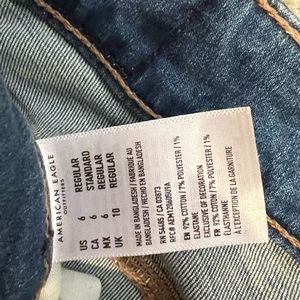 AMERICAN EAGLE
OUTFITTERS
US 6 REGULAR
CA 6 STANDARD
MX 6 REGULAR
UK 10 REGULAR
MADE IN BANGLADESH / FABRIQUÉ
AU BANGLADESH / HECHO EN BANGLADESH
RN 54485 / CA 03873
RFC# AEM120606F09A
EN 92% COTTON / 7% POLYESTER / 1%
ELASTANE
EXCLUSIVE OF DECORATION
FR 92% COTON / 7% POLYESTER / 1%
ÉLASTHANNE
À L'EXCEPTION DE LA GARNITURE